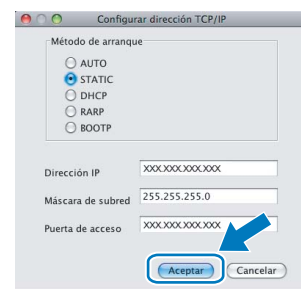 Configurar dirección TCP/IP
Método de arranque
AUTO
STATIC
DHCP
RARP
BOOTP
Dirección IP XXX.XXX.XXX.XXX
Máscara de subred 255.255.255.0
Puerta de acceso XXX.XXX.XXX.XXX
Aceptar Cancelar